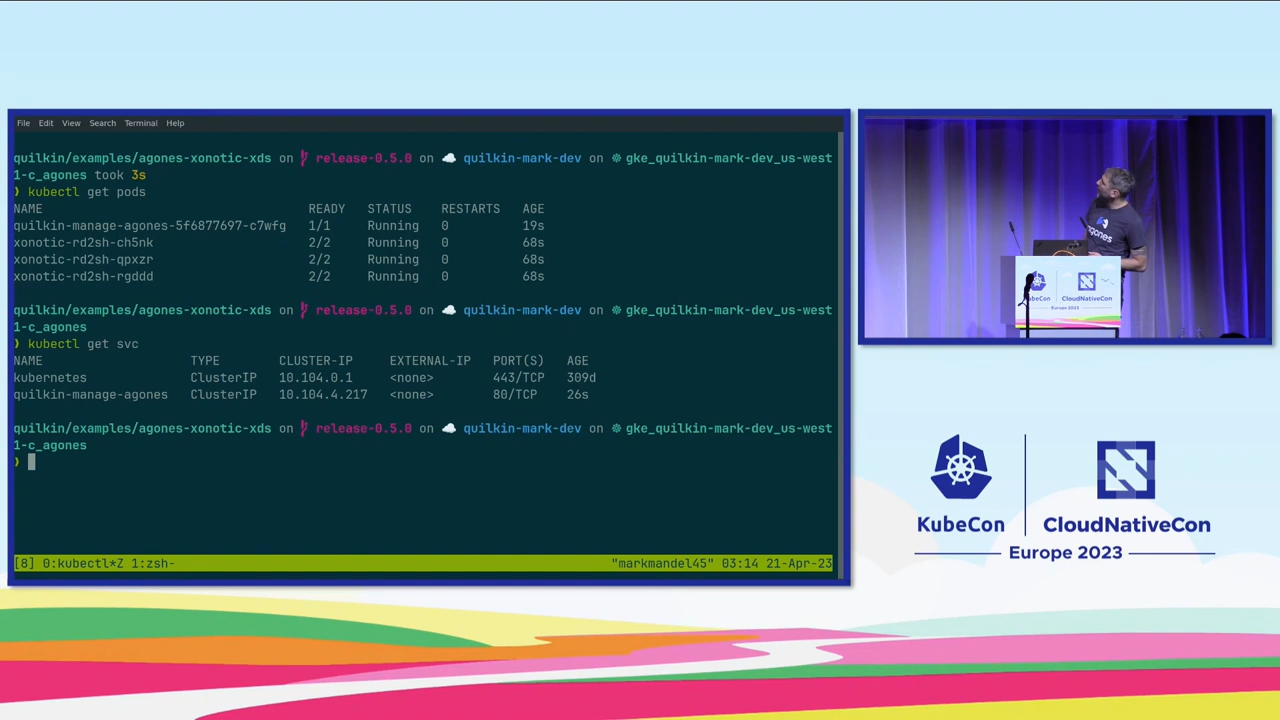 File Edit View Search Terminal Help
quilkin/examples/agones-xonotic-xds on release-0.5.0 on ☁️ quilkin-mark-dev on ☸ gke_quilkin-mark-dev_us-west
1-c_agones took 3s
❯ kubectl get pods
NAME READY STATUS RESTARTS AGE
quilkin-manage-agones-5f6877697-c7wfg 1/1 Running 0 19s
xonotic-rd2sh-ch5nk 2/2 Running 0 68s
xonotic-rd2sh-qpxzr 2/2 Running 0 68s
xonotic-rd2sh-rgddd 2/2 Running 0 68s
quilkin/examples/agones-xonotic-xds on release-0.5.0 on ☁️ quilkin-mark-dev on ☸ gke_quilkin-mark-dev_us-west
1-c_agones
❯ kubectl get svc
NAME TYPE CLUSTER-IP EXTERNAL-IP PORT(S) AGE
kubernetes ClusterIP 10.104.0.1 <none> 443/TCP 309d
quilkin-manage-agones ClusterIP 10.104.4.217 <none> 80/TCP 26s
quilkin/examples/agones-xonotic-xds on release-0.5.0 on ☁️ quilkin-mark-dev on ☸ gke_quilkin-mark-dev_us-west
1-c_agones
❯
[8] 0:kubectl*Z 1:zsh- "markmandel45" 03:14 21-Apr-23
agones
KubeCon CloudNativeCon
Europe 2023
KubeCon CloudNativeCon
Europe 2023